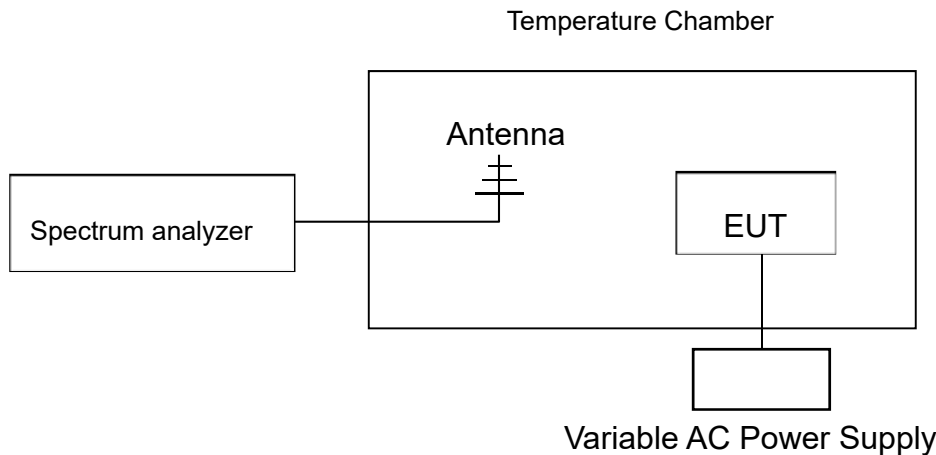 Temperature Chamber
Antenna
Spectrum analyzer
EUT
Variable AC Power Supply